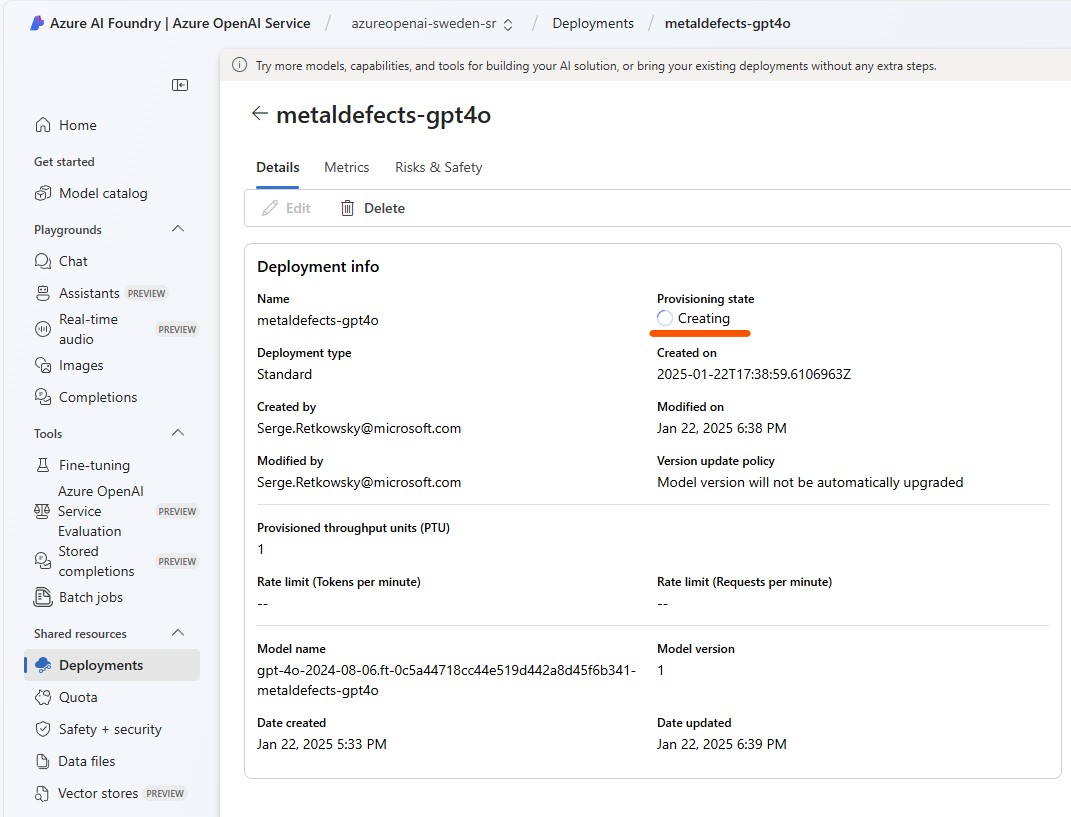 Azure AI Foundry | Azure OpenAI Service / azureopenai-sweden-sr / Deployments / metaldefects-gpt4o
Try more models, capabilities, and tools for building your AI solution, or bring your existing deployments without any extra steps.
Home
Get started
Model catalog
Playgrounds
Chat
Assistants PREVIEW
Real-time
audio
PREVIEW
Images
Completions
Tools
Fine-tuning
Azure OpenAI
Service
Evaluation
PREVIEW
Stored
completions
PREVIEW
Batch jobs
Shared resources
Deployments
Quota
Safety + security
Data files
Vector stores PREVIEW
metaldefects-gpt4o
Details Metrics Risks & Safety
Edit Delete
Deployment info
Name
metaldefects-gpt4o
Provisioning state
Creating
Deployment type
Standard
Created on
2025-01-22T17:38:59.6106963Z
Created by
Serge.Retkowsky@microsoft.com
Modified on
Jan 22, 2025 6:38 PM
Modified by
Serge.Retkowsky@microsoft.com
Version update policy
Model version will not be automatically upgraded
Provisioned throughput units (PTU)
1
Rate limit (Tokens per minute)
--
Rate limit (Requests per minute)
--
Model name
gpt-4o-2024-08-06.ft-0c5a44718cc44e519d442a8d45f6b341-
metaldefects-gpt4o
Model version
1
Date created
Jan 22, 2025 5:33 PM
Date updated
Jan 22, 2025 6:39 PM